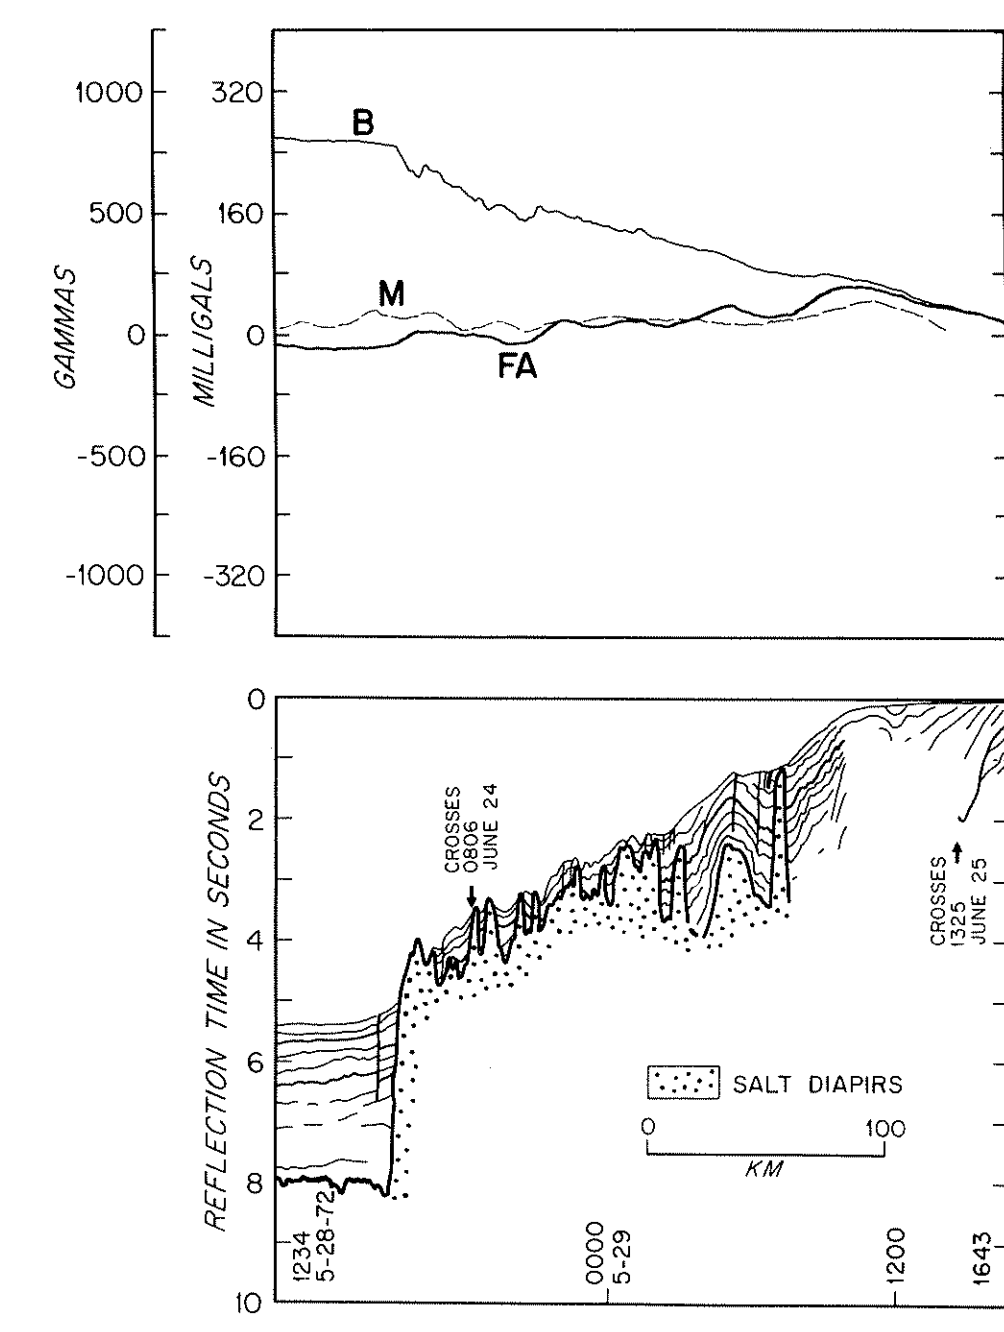 1000
500
0
-500
-1000
GAMMAS
320
160
0
-160
-320
MILLIGALS
B
M
FA
0
2
4
6
8
10
REFLECTION TIME IN SECONDS
CROSSES
0806
JUNE 24
CROSSES
1325
JUNE 25
SALT DIAPIRS
0 100
KM
1234
5-28-72
0000
5-29
1200
1643